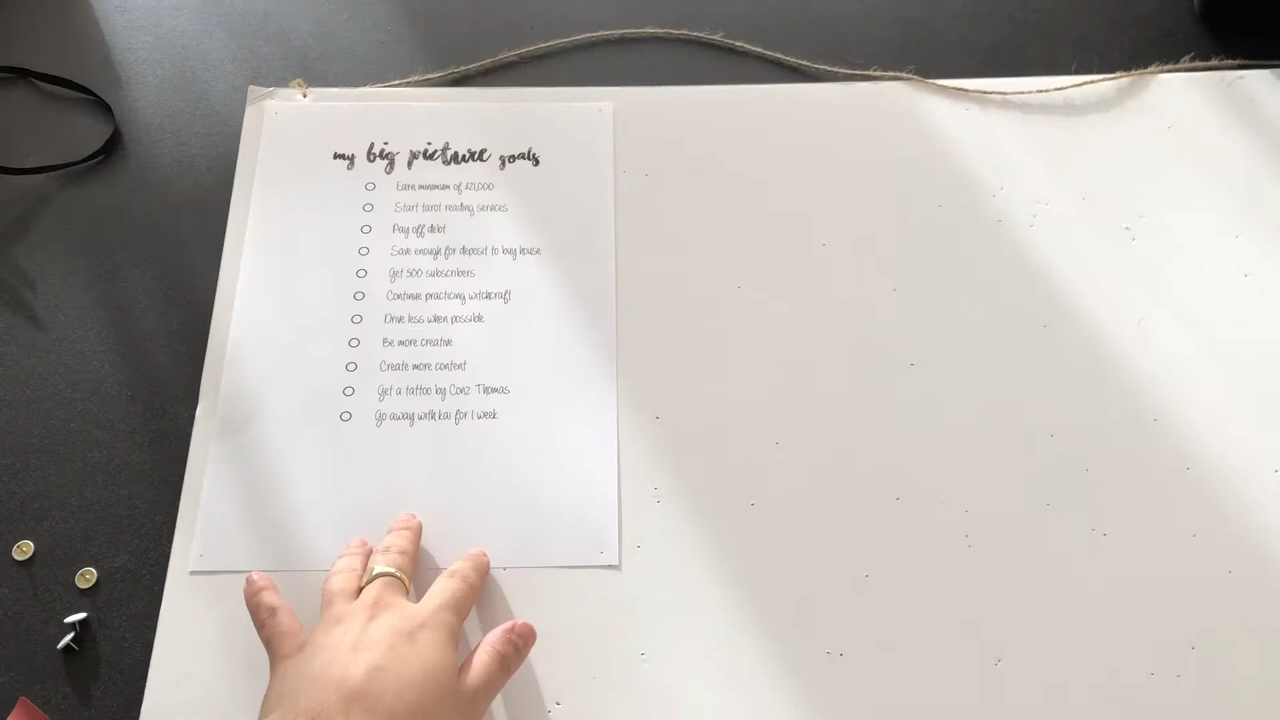 my big picture goals
Earn minimum of £21,000
Start tarot reading services
Pay off debt
Save enough for deposit to buy house
Get 500 subscribers
Continue practicing witchcraft
Drive less when possible
Be more creative
Create more content
Get a tattoo by Conz Thomas
Go away with kai for 1 week